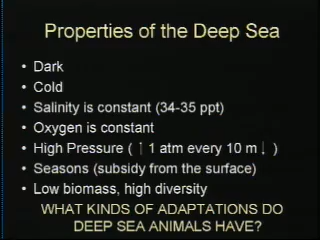 Properties of the Deep Sea
• Dark
• Cold
• Salinity is constant (34-35 ppt)
• Oxygen is constant
• High Pressure (↑1 atm every 10 m↓ )
• Seasons (subsidy from the surface)
• Low biomass, high diversity
WHAT KINDS OF ADAPTATIONS DO
DEEP SEA ANIMALS HAVE?